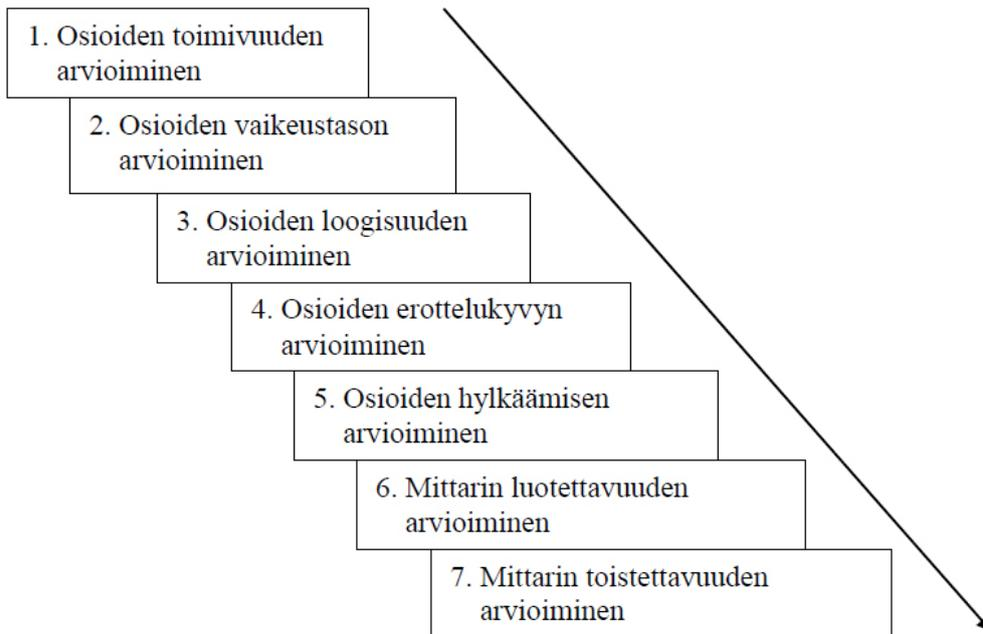 1. Osioiden toimivuuden
arvioiminen
2. Osioiden vaikeustason
arvioiminen
3. Osioiden loogisuuden
arvioiminen
4. Osioiden erottelukyvyn
arvioiminen
5. Osioiden hylkäämisen
arvioiminen
6. Mittarin luotettavuuden
arvioiminen
7. Mittarin toistettavuuden
arvioiminen